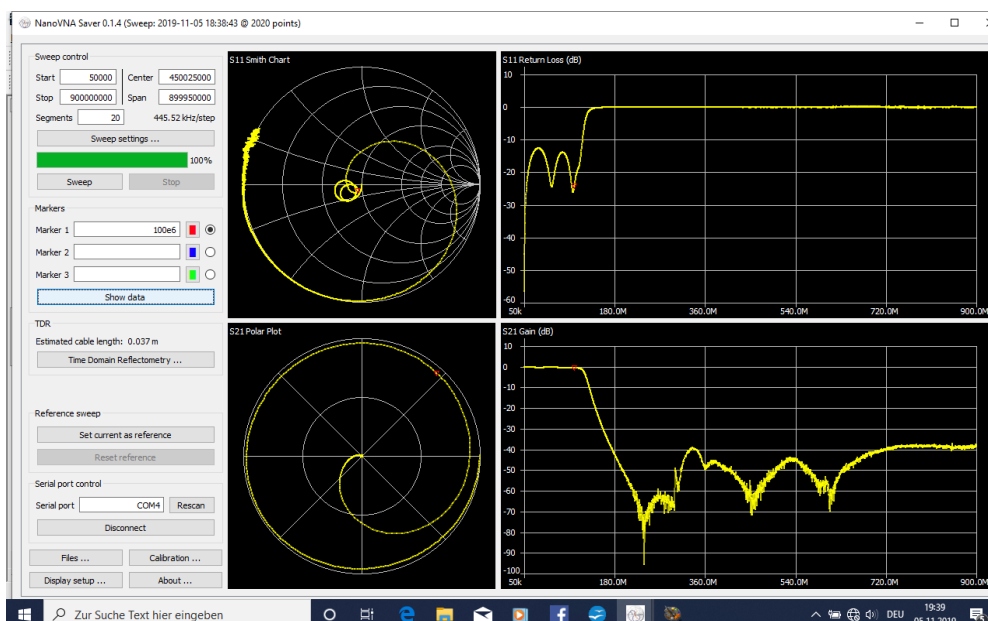 NanoVNA Saver 0.1.4 (Sweep: 2019-11-05 18:38:43 @ 2020 points)
Sweep control
Start 50000 Center 450025000
Stop 900000000 Span 899950000
Segments 20 445.52 kHz/step
Sweep settings ...
100%
Sweep Stop
Markers
Marker 1 100e6
Marker 2
Marker 3
Show data
TDR
Estimated cable length: 0.037 m
Time Domain Reflectometry ...
Reference sweep
Set current as reference
Reset reference
Serial port control
Serial port COM4 Rescan
Disconnect
Files ... Calibration ...
Display setup ... About ...
S11 Smith Chart
S11 Return Loss (dB)
10
0
-10
-20
-30
-40
-50
-60
50k 180.0M 360.0M 540.0M 720.0M 900.0M
S21 Polar Plot
S21 Gain (dB)
10
0
-10
-20
-30
-40
-50
-60
-70
-80
-90
-100
50k 180.0M 360.0M 540.0M 720.0M 900.0M
Zur Suche Text hier eingeben
DEU
19:39
05.11.2019